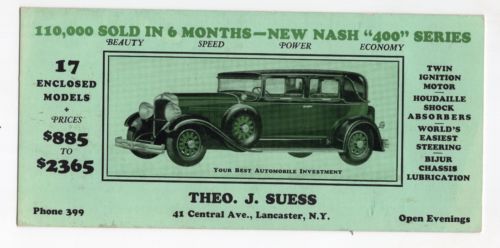 110,000 SOLD IN 6 MONTHS—NEW NASH "400" SERIES
BEAUTY SPEED POWER ECONOMY
17
ENCLOSED
MODELS
+
PRICES
$885
TO
$2365
YOUR BEST AUTOMOBILE INVESTMENT
TWIN
IGNITION
MOTOR
—
HOUDAILLE
SHOCK
ABSORBERS
—
WORLD'S
EASIEST
STEERING
—
BIJUR
CHASSIS
LUBRICATION
THEO. J. SUESS
Phone 399
41 Central Ave., Lancaster, N.Y.
Open Evenings